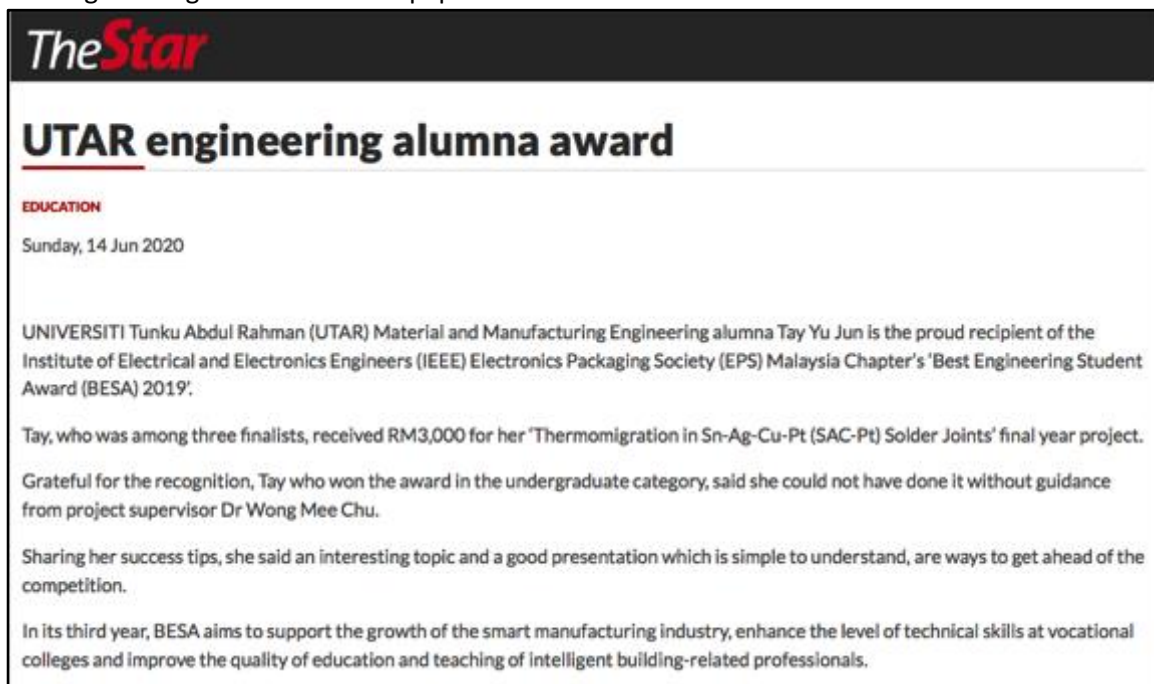 TheStar
UTAR engineering alumna award
EDUCATION
Sunday, 14 Jun 2020
UNIVERSITI Tunku Abdul Rahman (UTAR) Material and Manufacturing Engineering alumna Tay Yu Jun is the proud recipient of the
Institute of Electrical and Electronics Engineers (IEEE) Electronics Packaging Society (EPS) Malaysia Chapter's 'Best Engineering Student
Award (BESA) 2019'.
Tay, who was among three finalists, received RM3,000 for her 'Thermomigration in Sn-Ag-Cu-Pt (SAC-Pt) Solder Joints' final year project.
Grateful for the recognition, Tay who won the award in the undergraduate category, said she could not have done it without guidance
from project supervisor Dr Wong Mee Chu.
Sharing her success tips, she said an interesting topic and a good presentation which is simple to understand, are ways to get ahead of the
competition.
In its third year, BESA aims to support the growth of the smart manufacturing industry, enhance the level of technical skills at vocational
colleges and improve the quality of education and teaching of intelligent building-related professionals.